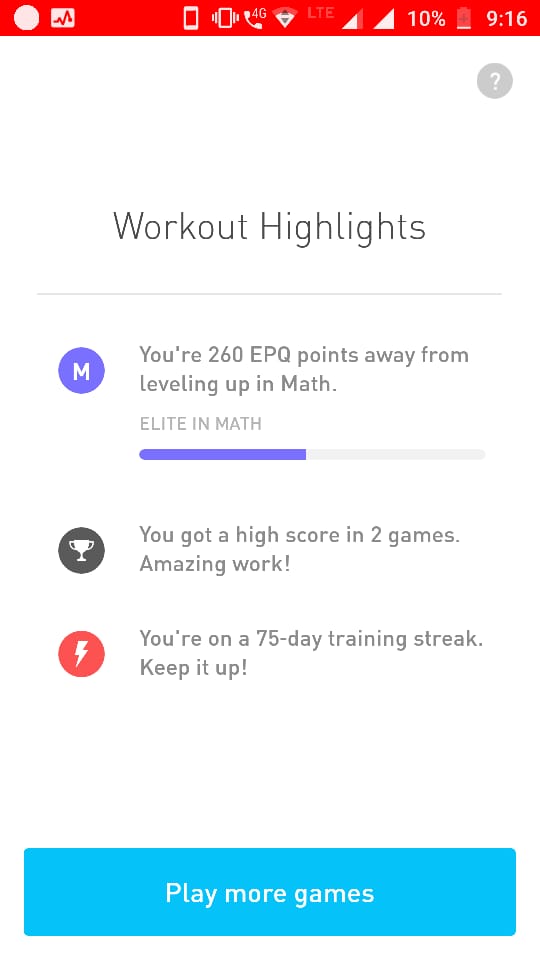 4G LTE 10% 9:16
?
Workout Highlights
M
You're 260 EPQ points away from
leveling up in Math.
ELITE IN MATH
You got a high score in 2 games.
Amazing work!
You're on a 75-day training streak.
Keep it up!
Play more games